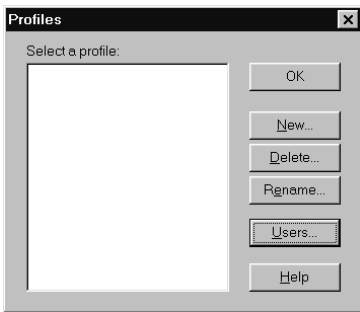 Profiles
Select a profile:
OK
New...
Delete...
Rename...
Users...
Help